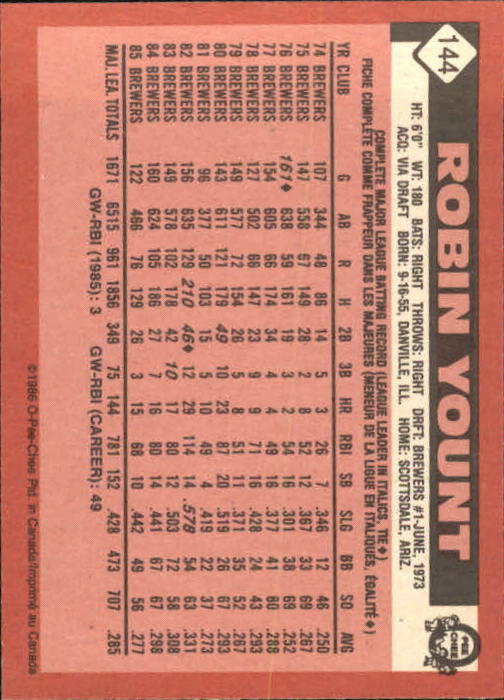 144
ROBIN YOUNT
O-PEE-CHEE
HT: 6'0" WT: 180 BATS: RIGHT THROWS: RIGHT DRFT: BREWERS #1-JUNE, 1973
ACQ: VIA DRAFT BORN: 9-16-55, DANVILLE, ILL. HOME: SCOTTSDALE, ARIZ.
COMPLETE MAJOR LEAGUE BATTING RECORD (LEAGUE LEADER IN ITALICS, TIE ♦)
FICHE COMPLÈTE COMME FRAPPEUR DANS LES MAJEURES (MENEUR DE LA LIGUE EN ITALIQUES, ÉGALITÉ ♦)
YR CLUB G AB R H 2B 3B HR RBI SB SLG BB SO AVG
74 BREWERS 107 344 48 86 14 5 3 26 7 .346 12 46 .250
75 BREWERS 147 558 67 149 28 2 8 52 12 .367 33 69 .267
76 BREWERS 161♦ 638 59 161 19 3 2 54 16 .301 38 69 .252
77 BREWERS 154 605 66 174 34 4 4 49 16 .377 41 80 .288
78 BREWERS 127 502 66 147 23 9 9 71 16 .428 24 43 .293
79 BREWERS 149 577 72 154 26 5 8 51 11 .371 35 52 .267
80 BREWERS 143 611 121 179 49 10 23 87 20 .519 26 67 .293
81 BREWERS 96 377 50 103 15 5 10 49 4 .419 22 37 .273
82 BREWERS 156 635 129 210 46♦ 12 29 114 14 .578 54 63 .331
83 BREWERS 149 578 102 178 42 10 17 80 12 .503 72 58 .308
84 BREWERS 160 624 105 186 27 7 16 80 14 .441 67 67 .298
85 BREWERS 122 466 76 129 26 3 15 68 10 .442 49 56 .277
MAJ. LEA. TOTALS 1671 6515 961 1856 349 75 144 781 152 .428 473 707 .285
GW-RBI (1985): 3 GW-RBI (CAREER): 49
©1986 O-Pee-Chee Ptd. in Canada/Imprimé au Canada